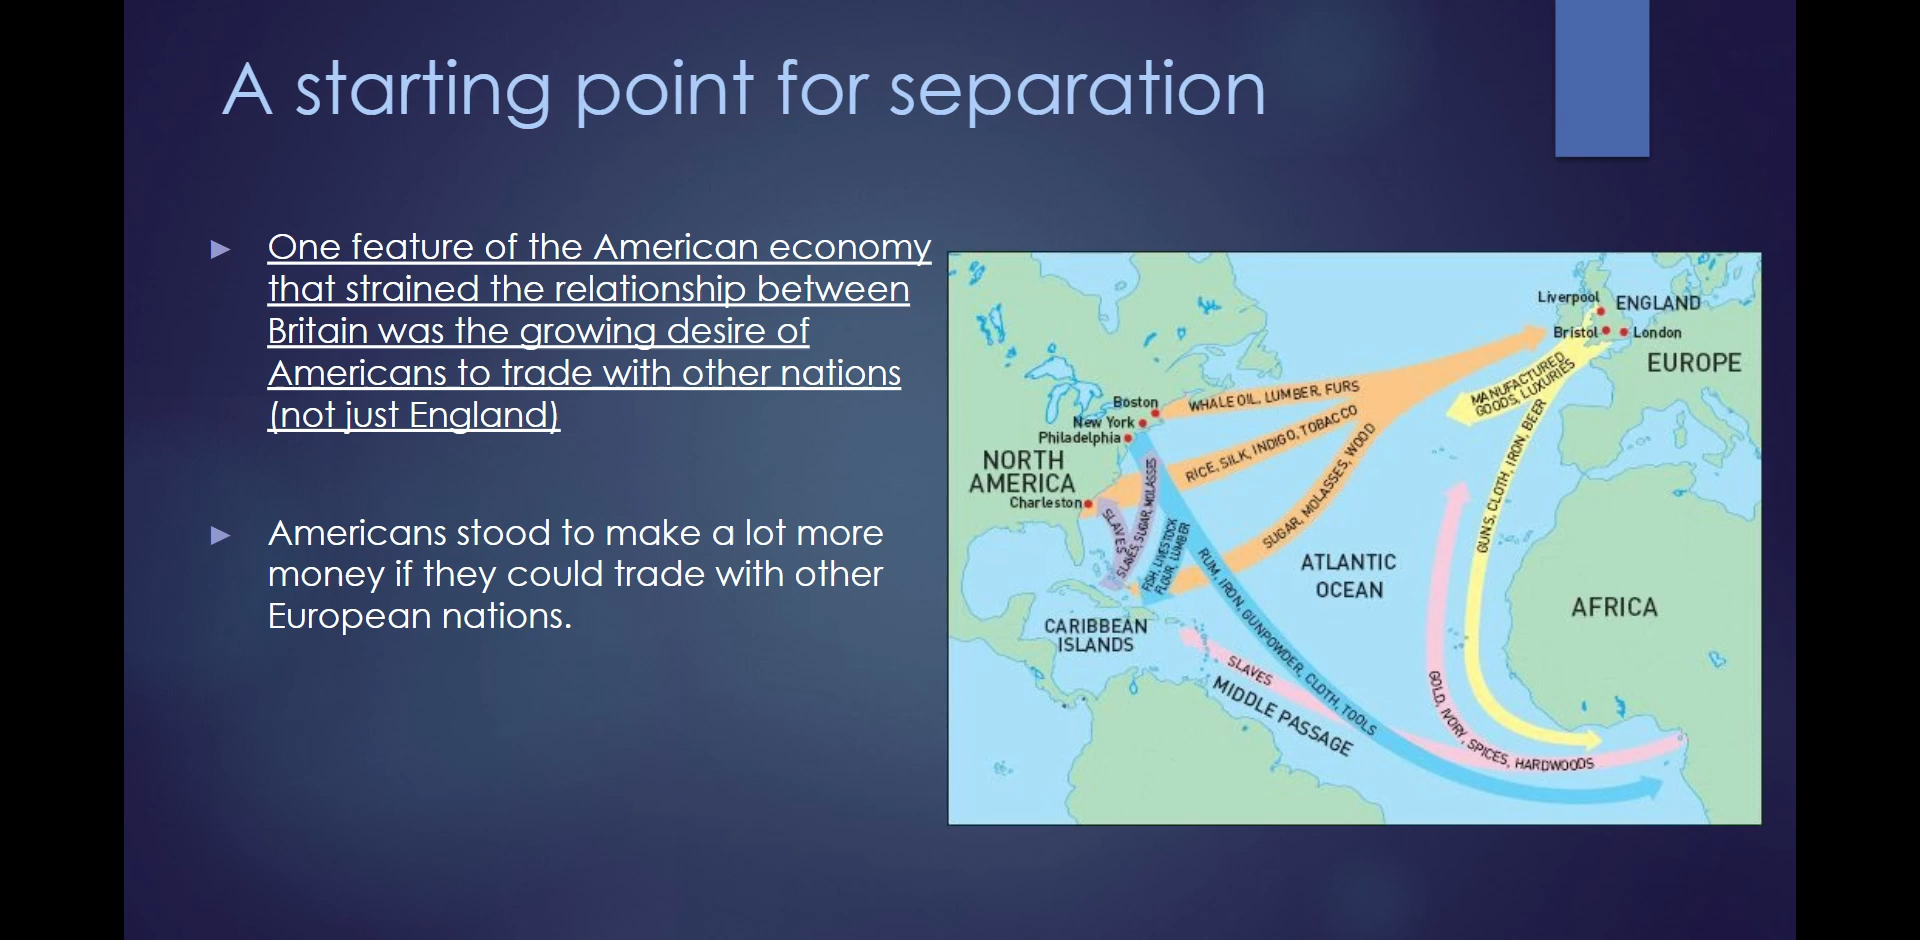 A starting point for separation
One feature of the American economy
that strained the relationship between
Britain was the growing desire of
Americans to trade with other nations
(not just England)
Americans stood to make a lot more
money if they could trade with other
European nations.
Liverpool
ENGLAND
Bristol
London
EUROPE
MANUFACTURED
GOODS, LUXURIES
Boston
New York
Philadelphia
NORTH
AMERICA
Charleston
WHALE OIL, LUMBER, FURS
RICE, SILK, INDIGO, TOBACCO
SUGAR, MOLASSES, WOOD
GUNS, CLOTH, IRON, BEER
SLAVES
SLAVES, SUGAR, MOLASSES
FISH, LIVESTOCK
FLOUR, LUMBER
RUM, IRON, GUNPOWDER, CLOTH, TOOLS
ATLANTIC
OCEAN
AFRICA
CARIBBEAN
ISLANDS
SLAVES
MIDDLE PASSAGE
GOLD, IVORY, SPICES, HARDWOODS